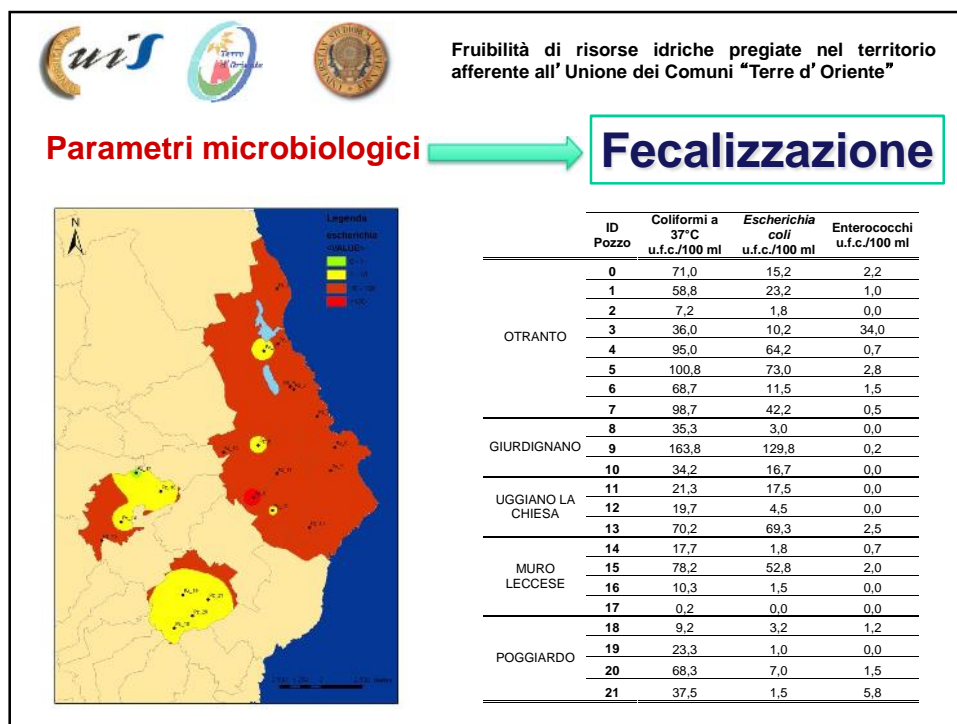 CuiS
Terre d'Oriente
Fruibilità di risorse idriche pregiate nel territorio
afferente all'Unione dei Comuni "Terre d'Oriente"
Parametri microbiologici
Fecalizzazione
N
Legenda
escherichia
<VALUE>
ID Pozzo Coliformi a 37°C u.f.c./100 ml Escherichia coli u.f.c./100 ml Enterococchi u.f.c./100 ml
OTRANTO
0 71,0 15,2 2,2
1 58,8 23,2 1,0
2 7,2 1,8 0,0
3 36,0 10,2 34,0
4 95,0 64,2 0,7
5 100,8 73,0 2,8
6 68,7 11,5 1,5
7 98,7 42,2 0,5
GIURDIGNANO
8 35,3 3,0 0,0
9 163,8 129,8 0,2
10 34,2 16,7 0,0
UGGIANO LA
CHIESA
11 21,3 17,5 0,0
12 19,7 4,5 0,0
13 70,2 69,3 2,5
MURO
LECCESE
14 17,7 1,8 0,7
15 78,2 52,8 2,0
16 10,3 1,5 0,0
17 0,2 0,0 0,0
POGGIARDO
18 9,2 3,2 1,2
19 23,3 1,0 0,0
20 68,3 7,0 1,5
21 37,5 1,5 5,8